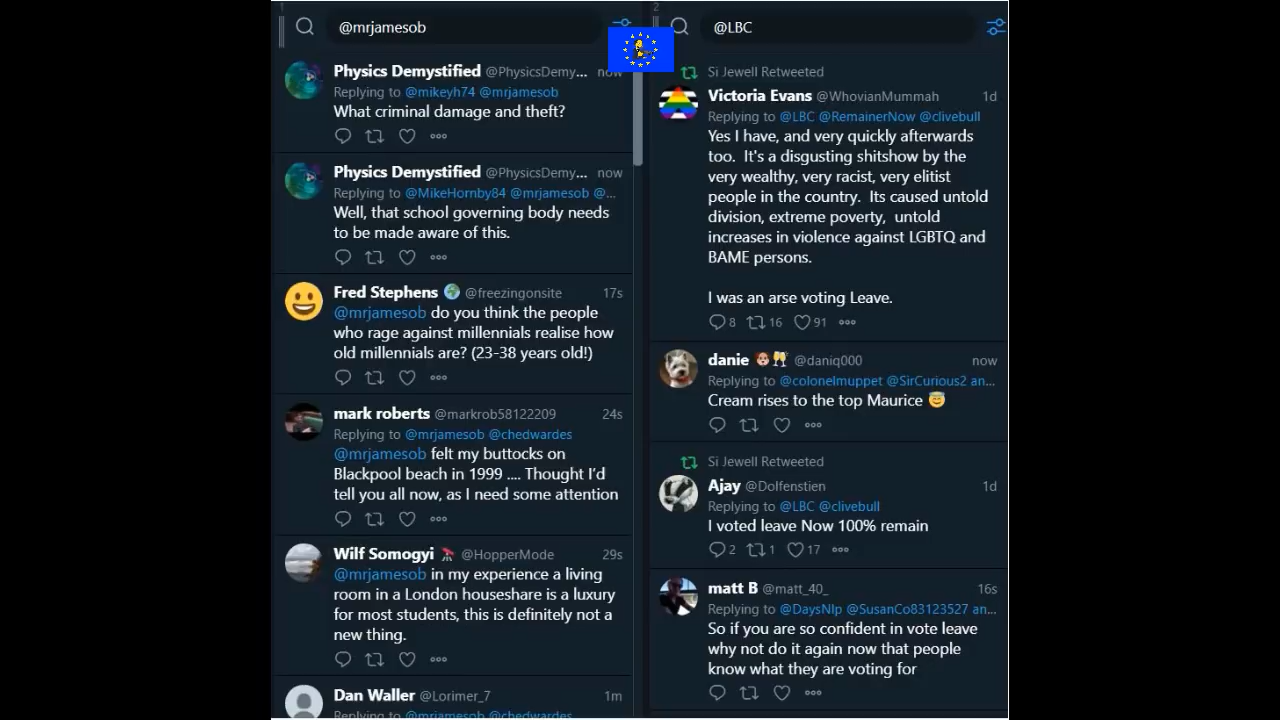 1
@mrjamesob
Physics Demystified @PhysicsDemy... now
Replying to @mikeyh74 @mrjamesob
What criminal damage and theft?
Physics Demystified @PhysicsDemy... now
Replying to @MikeHornby84 @mrjamesob @...
Well, that school governing body needs
to be made aware of this.
Fred Stephens @freezingonsite 17s
@mrjamesob do you think the people
who rage against millennials realise how
old millennials are? (23-38 years old!)
mark roberts @markrob58122209 24s
Replying to @mrjamesob @chedwardes
@mrjamesob felt my buttocks on
Blackpool beach in 1999 .... Thought I'd
tell you all now, as I need some attention
Wilf Somogyi @HopperMode 29s
@mrjamesob in my experience a living
room in a London houseshare is a luxury
for most students, this is definitely not a
new thing.
Dan Waller @Lorimer_7 1m
Replying to @mrjamesob @chedwardes
2
@LBC
Si Jewell Retweeted
Victoria Evans @WhovianMummah 1d
Replying to @LBC @RemainerNow @clivebull
Yes I have, and very quickly afterwards
too. It's a disgusting shitshow by the
very wealthy, very racist, very elitist
people in the country. Its caused untold
division, extreme poverty, untold
increases in violence against LGBTQ and
BAME persons.
I was an arse voting Leave.
8 16 91
danie @daniq000 now
Replying to @colonelmuppet @SirCurious2 an...
Cream rises to the top Maurice
Si Jewell Retweeted
Ajay @Dolfenstien 1d
Replying to @LBC @clivebull
I voted leave Now 100% remain
2 1 17
matt B @matt_40_ 16s
Replying to @DaysNlp @SusanCo83123527 an...
So if you are so confident in vote leave
why not do it again now that people
know what they are voting for